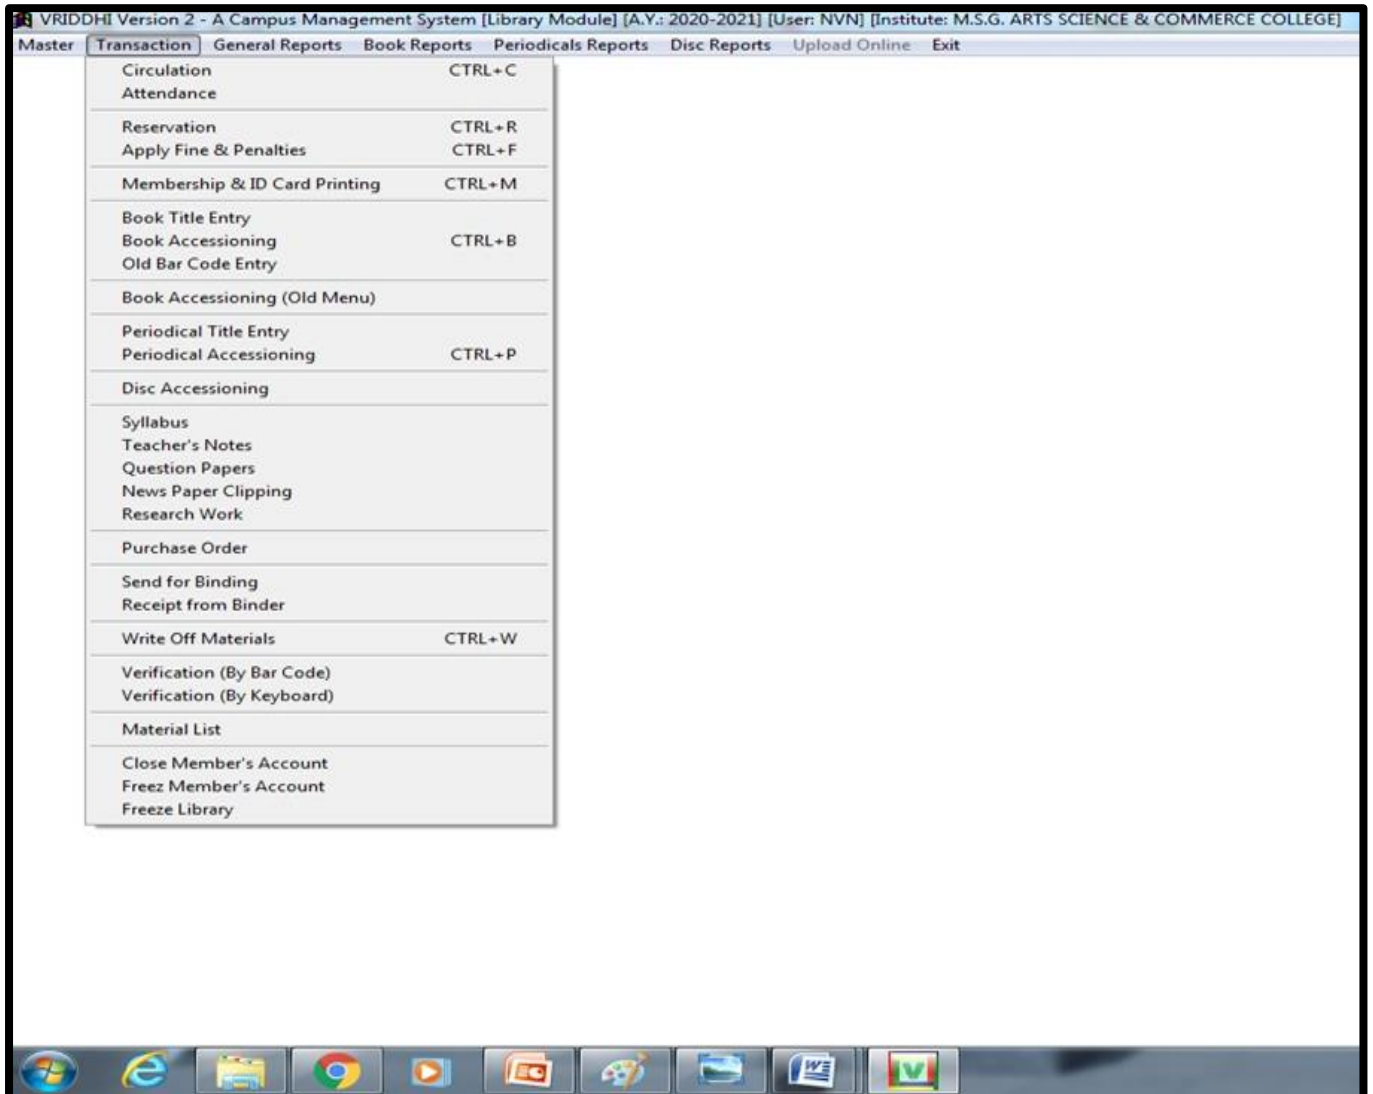 VRIDDHI Version 2 - A Campus Management System [Library Module] [A.Y.: 2020-2021] [User: NVN] [Institute: M.S.G. ARTS SCIENCE & COMMERCE COLLEGE]
Master Transaction General Reports Book Reports Periodicals Reports Disc Reports Upload Online Exit
Circulation CTRL+C
Attendance
Reservation CTRL+R
Apply Fine & Penalties CTRL+F
Membership & ID Card Printing CTRL+M
Book Title Entry
Book Accessioning CTRL+B
Old Bar Code Entry
Book Accessioning (Old Menu)
Periodical Title Entry
Periodical Accessioning CTRL+P
Disc Accessioning
Syllabus
Teacher's Notes
Question Papers
News Paper Clipping
Research Work
Purchase Order
Send for Binding
Receipt from Binder
Write Off Materials CTRL+W
Verification (By Bar Code)
Verification (By Keyboard)
Material List
Close Member's Account
Freez Member's Account
Freeze Library